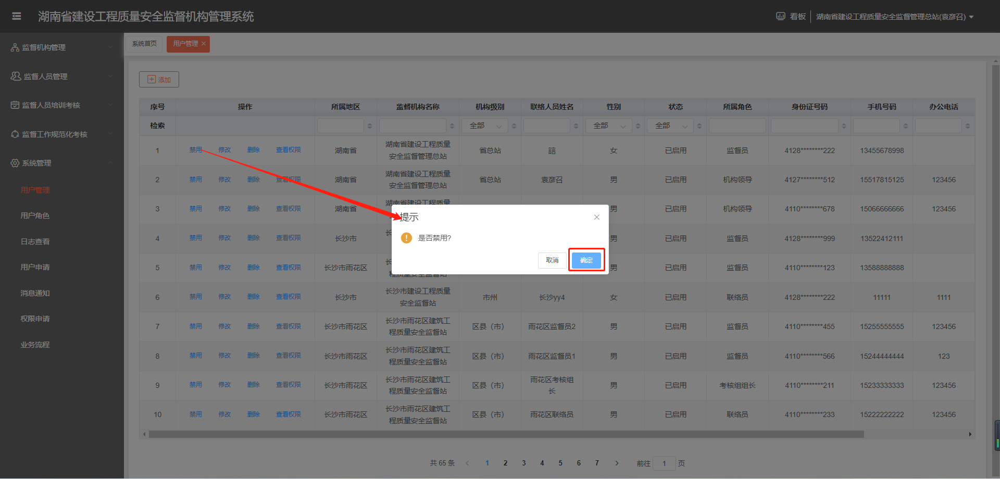 湖南省建设工程质量安全监督机构管理系统
看板
湖南省建设工程质量安全监督管理总站(袁彦召)
监督机构管理
监督人员管理
监督人员培训考核
监督工作规范化考核
系统管理
用户管理
用户角色
日志查看
用户申请
消息通知
权限申请
业务流程
系统首页
用户管理
添加
序号 操作 所属地区 监督机构名称 机构级别 联络人员姓名 性别 状态 所属角色 身份证号码 手机号码 办公电话
检索 全部 全部 全部
1 禁用 修改 删除 查看权限 湖南省 湖南省建设工程质量
安全监督管理总站 省总站 女 已启用 监督员 4128********222 13455678998
2 禁用 修改 删除 查看权限 湖南省 湖南省建设工程质量
安全监督管理总站 省总站 袁彦召 男 已启用 机构领导 4127********512 15517815125 123456
3 禁用 修改 删除 查看权限 湖南省 湖南省建设工程质量
男 已启用 机构领导 4110********678 15066666666 123456
4 禁用 修改 删除 查看权限 长沙市 长
男 已启用 监督员 4128********999 13522412111
5 禁用 修改 删除 查看权限 长沙市雨花区 长
程质量安全监督站 男 已启用 监督员 4110********123 13588888888
6 禁用 修改 删除 查看权限 长沙市 长沙市建设工程质量
安全监督站 市州 长沙yy4 女 已启用 联络员 4128********222 11111 1111
7 禁用 修改 删除 查看权限 长沙市雨花区 长沙市雨花区建筑工
程质量安全监督站 区县（市） 雨花区监督员2 男 已启用 监督员 4110********455 15255555555 123456
8 禁用 修改 删除 查看权限 长沙市雨花区 长沙市雨花区建筑工
程质量安全监督站 区县（市） 雨花区监督员1 男 已启用 监督员 4110********566 15244444444 123
9 禁用 修改 删除 查看权限 长沙市雨花区 长沙市雨花区建筑工
程质量安全监督站 区县（市） 雨花区考核组
长 男 已启用 考核组组长 4110********211 15233333333 123456
10 禁用 修改 删除 查看权限 长沙市雨花区 长沙市雨花区建筑工
程质量安全监督站 区县（市） 雨花区联络员 男 已启用 联络员 4110********233 15222222222 123456
提示
是否禁用?
取消
确定
共 65 条 1 2 3 4 5 6 7 前往 1 页